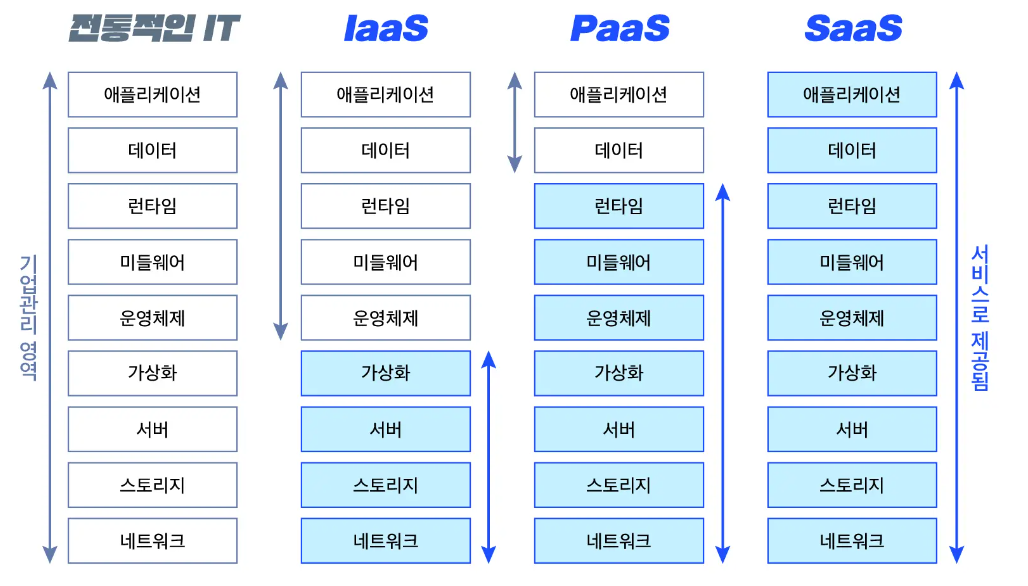 전통적인 IT
IaaS
PaaS
SaaS
기업관리 영역
애플리케이션
데이터
런타임
미들웨어
운영체제
가상화
서버
스토리지
네트워크
애플리케이션
데이터
런타임
미들웨어
운영체제
가상화
서버
스토리지
네트워크
애플리케이션
데이터
런타임
미들웨어
운영체제
가상화
서버
스토리지
네트워크
애플리케이션
데이터
런타임
미들웨어
운영체제
가상화
서버
스토리지
네트워크
서비스로 제공됨